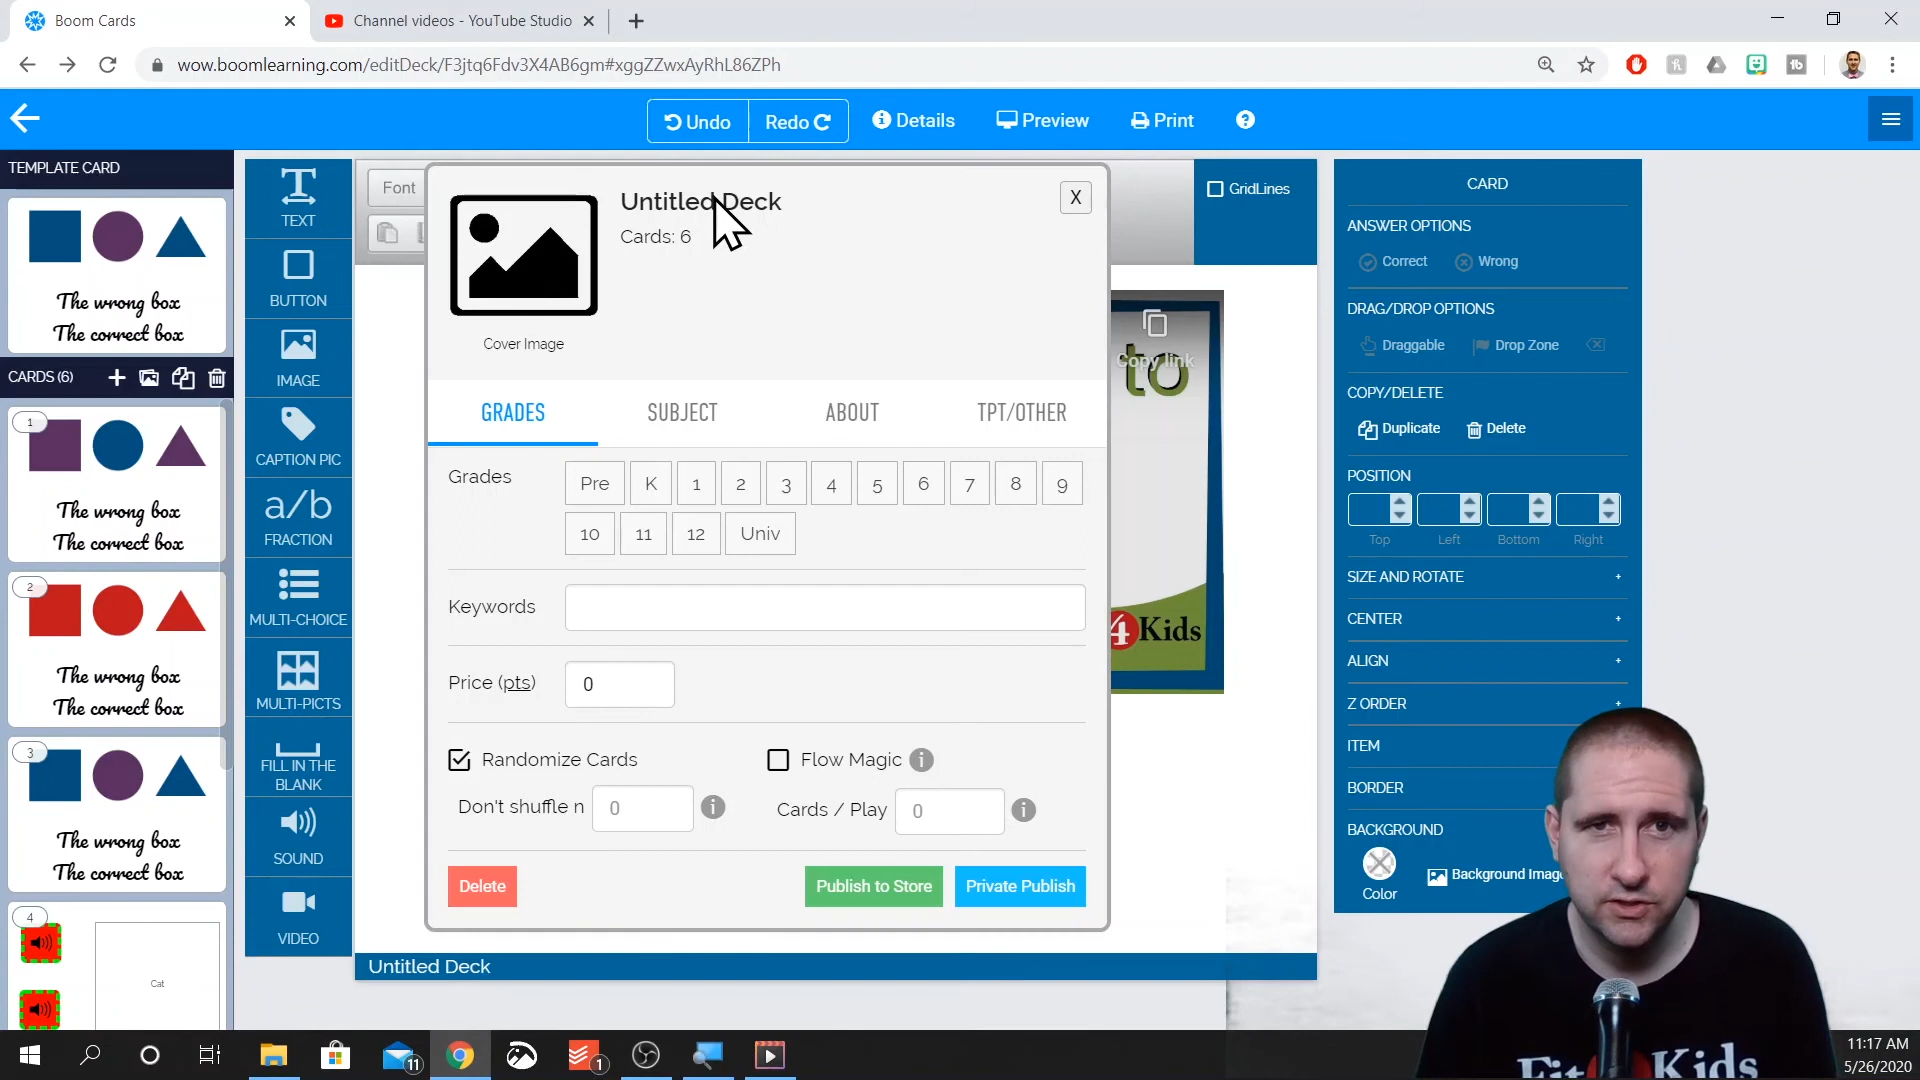 Boom Cards
Channel videos - YouTube Studio
wow.boomlearning.com/editDeck/F3jtq6Fdv3X4AB6gm#xggZZwxAyRhL86ZPh
Undo
Redo
Details
Preview
Print
TEMPLATE CARD
The wrong box
The correct box
CARDS (6)
1
The wrong box
The correct box
2
The wrong box
The correct box
3
The wrong box
The correct box
4
Cat
TEXT
BUTTON
IMAGE
CAPTION PIC
a/b
FRACTION
MULTI-CHOICE
MULTI-PICTS
FILL IN THE
BLANK
SOUND
VIDEO
Font
GridLines
Untitled Deck
X
Cards: 6
Cover Image
GRADES
SUBJECT
ABOUT
TPT/OTHER
Grades
Pre
K
1
2
3
4
5
6
7
8
9
10
11
12
Univ
Keywords
Price (pts)
0
Randomize Cards
Flow Magic
Don't shuffle n
0
Cards / Play
0
Delete
Publish to Store
Private Publish
Copy link
to
4 Kids
Untitled Deck
CARD
ANSWER OPTIONS
Correct
Wrong
DRAG/DROP OPTIONS
Draggable
Drop Zone
COPY/DELETE
Duplicate
Delete
POSITION
Top
Left
Bottom
Right
SIZE AND ROTATE +
CENTER +
ALIGN +
Z ORDER +
ITEM
BORDER
BACKGROUND
Color
Background Imag
Fit 4 Kids
11
1
11:17 AM
5/26/2020